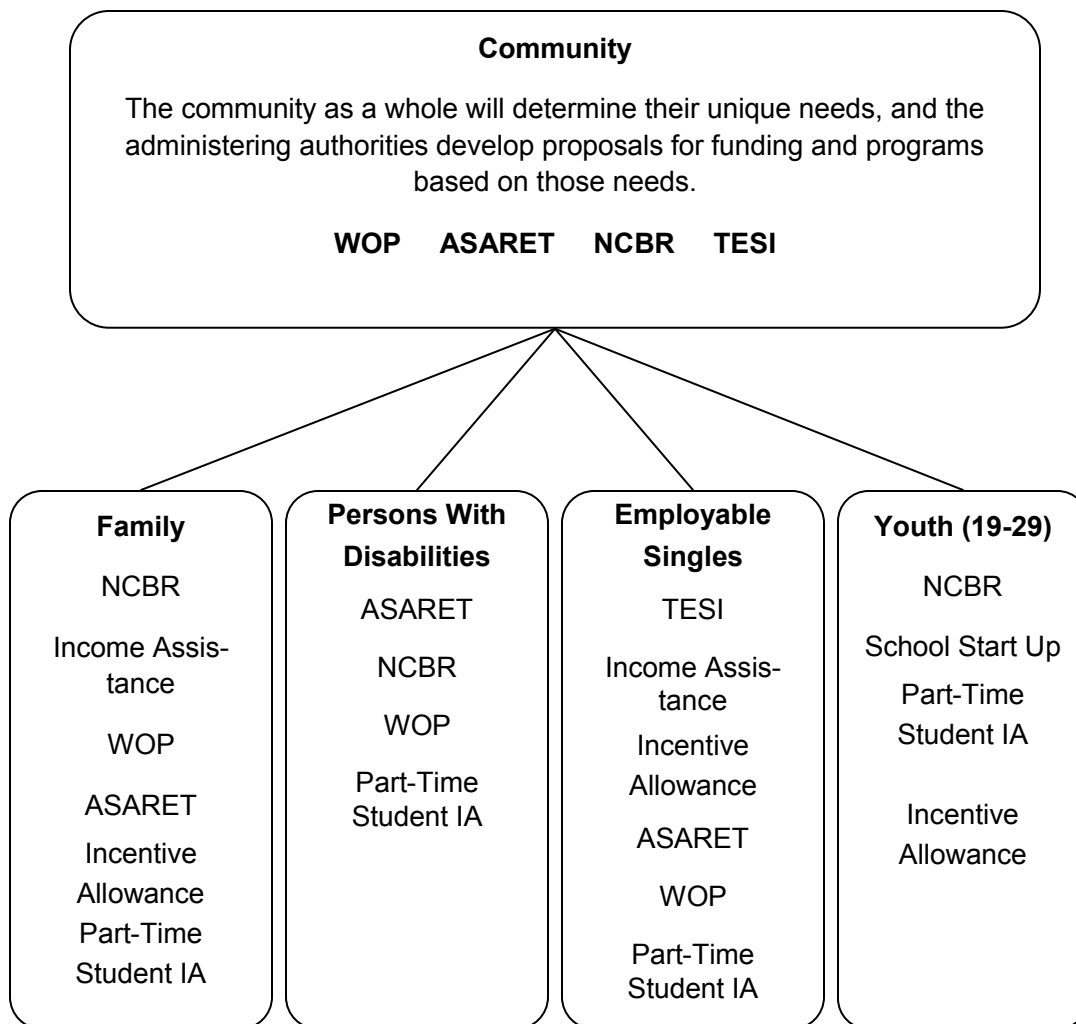 Community
The community as a whole will determine their unique needs, and the
administering authorities develop proposals for funding and programs
based on those needs.
WOP ASARET NCBR TESI
Family
NCBR
Income Assis-
tance
WOP
ASARET
Incentive
Allowance
Part-Time
Student IA
Persons With
Disabilities
ASARET
NCBR
WOP
Part-Time
Student IA
Employable
Singles
TESI
Income Assis-
tance
Incentive
Allowance
ASARET
WOP
Part-Time
Student IA
Youth (19-29)
NCBR
School Start Up
Part-Time
Student IA
Incentive
Allowance